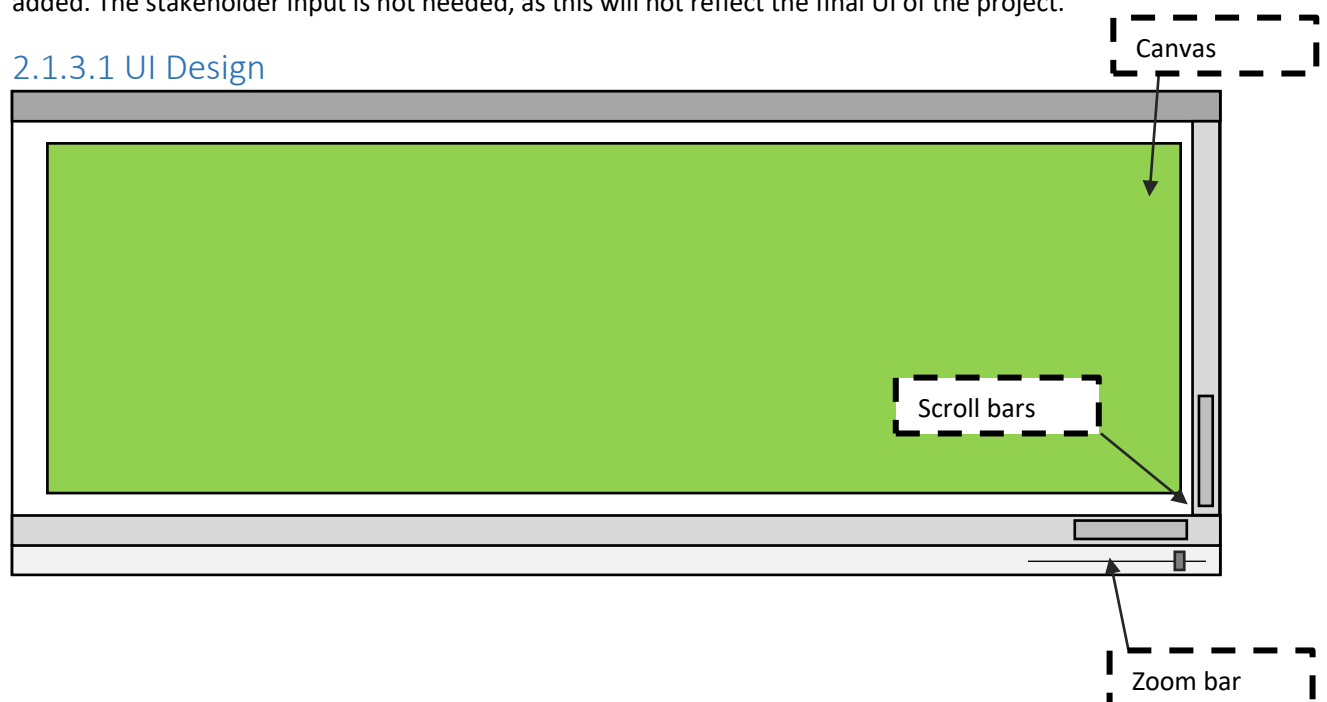 added. The stakeholder input is not needed, as this will not reflect the final UI of the project.
2.1.3.1 UI Design
Canvas
Scroll bars
Zoom bar